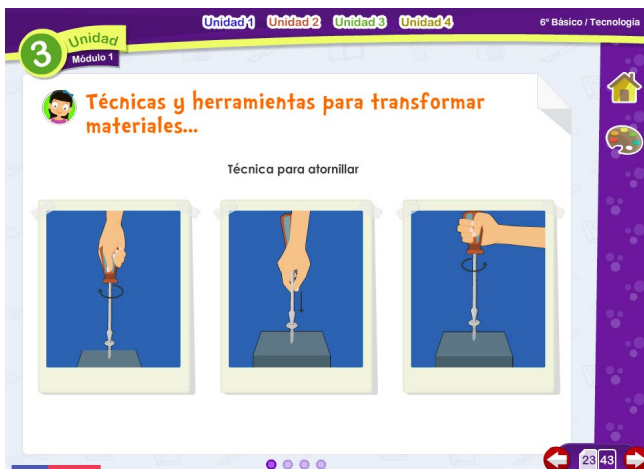 Unidad 1 Unidad 2 Unidad 3 Unidad 4
6º Básico / Tecnología
3 Unidad
Módulo 1
Técnicas y herramientas para transformar
materiales...
Técnica para atornillar
23 43